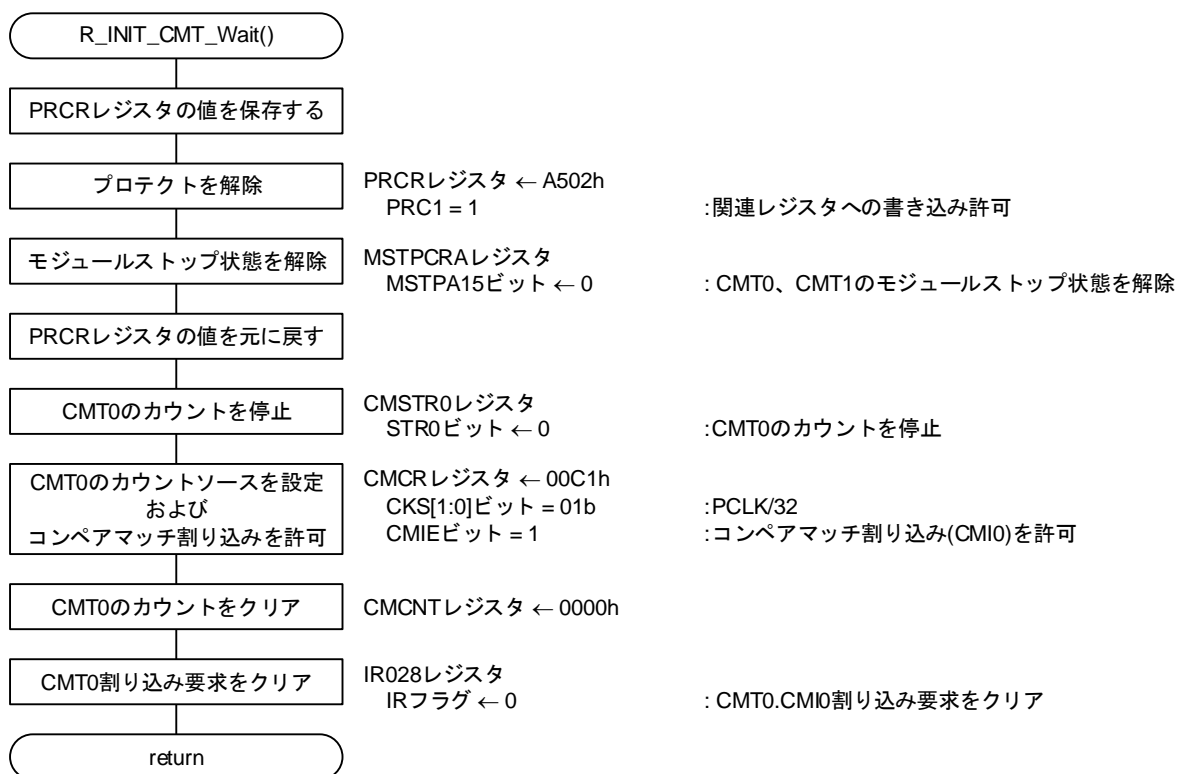 R_INIT_CMT_Wait()
PRCRレジスタの値を保存する
プロテクトを解除
PRCRレジスタ ← A502h
PRC1 = 1 :関連レジスタへの書き込み許可
モジュールストップ状態を解除
MSTPCRAレジスタ
MSTPA15ビット ← 0 : CMT0、CMT1のモジュールストップ状態を解除
PRCRレジスタの値を元に戻す
CMT0のカウントを停止
CMSTR0レジスタ
STR0ビット ← 0 :CMT0のカウントを停止
CMT0のカウントソースを設定
および
コンペアマッチ割り込みを許可
CMCRレジスタ ← 00C1h
CKS[1:0]ビット = 01b :PCLK/32
CMIEビット = 1 :コンペアマッチ割り込み(CMI0)を許可
CMT0のカウントをクリア
CMCNTレジスタ ← 0000h
CMT0割り込み要求をクリア
IR028レジスタ
IRフラグ ← 0 : CMT0.CMI0割り込み要求をクリア
return